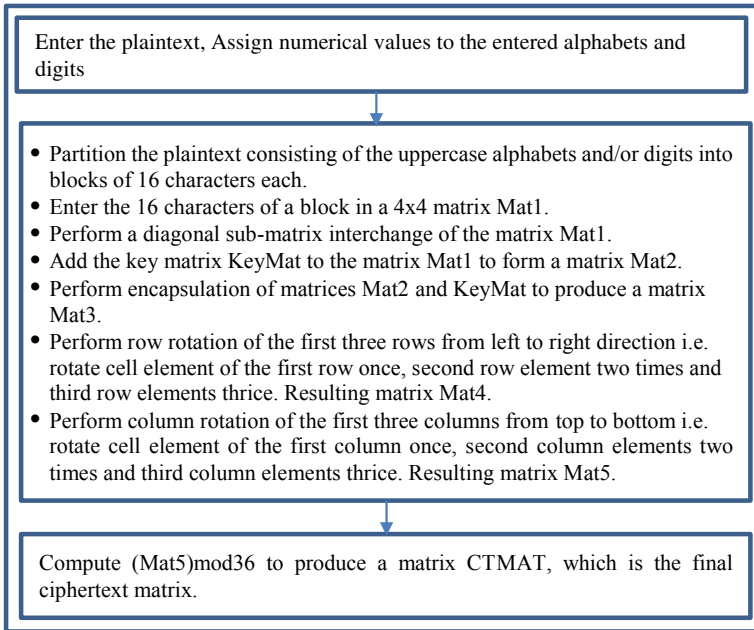 Enter the plaintext, Assign numerical values to the entered alphabets and
digits
• Partition the plaintext consisting of the uppercase alphabets and/or digits into
blocks of 16 characters each.
• Enter the 16 characters of a block in a 4x4 matrix Mat1.
• Perform a diagonal sub-matrix interchange of the matrix Mat1.
• Add the key matrix KeyMat to the matrix Mat1 to form a matrix Mat2.
• Perform encapsulation of matrices Mat2 and KeyMat to produce a matrix
Mat3.
• Perform row rotation of the first three rows from left to right direction i.e.
rotate cell element of the first row once, second row element two times and
third row elements thrice. Resulting matrix Mat4.
• Perform column rotation of the first three columns from top to bottom i.e.
rotate cell element of the first column once, second column elements two
times and third column elements thrice. Resulting matrix Mat5.
Compute (Mat5)mod36 to produce a matrix CTMAT, which is the final
ciphertext matrix.